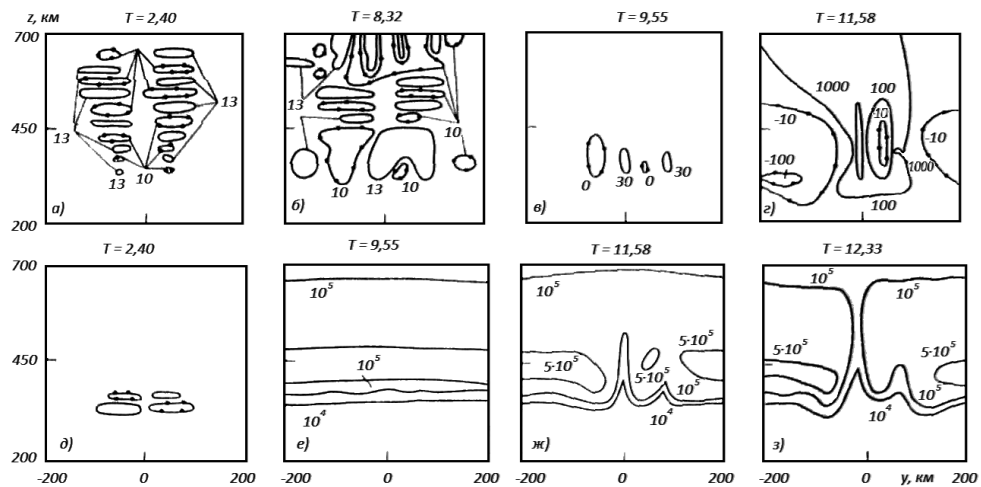 z, км T = 2,40 T = 8,32 T = 9,55 T = 11,58
700
1000 100
13 13 -10
450 13 10 -10 -10
-100 1000
13 10 10 13 10 0 30 0 30
100
а) б) в) г)
200
0
T = 2,40 T = 9,55 T = 11,58 T = 12,33
700
10⁵ 10⁵ 10⁵ 10⁵
450 10⁵ 5·10⁵ 5·10⁵ 5·10⁵ 5·10⁵
10⁵ 10⁵
10⁴ 10⁴ 10⁴
д) е) ж) з)
200
-200 0 200 -200 0 200 -200 0 200 -200 0 y, км 200